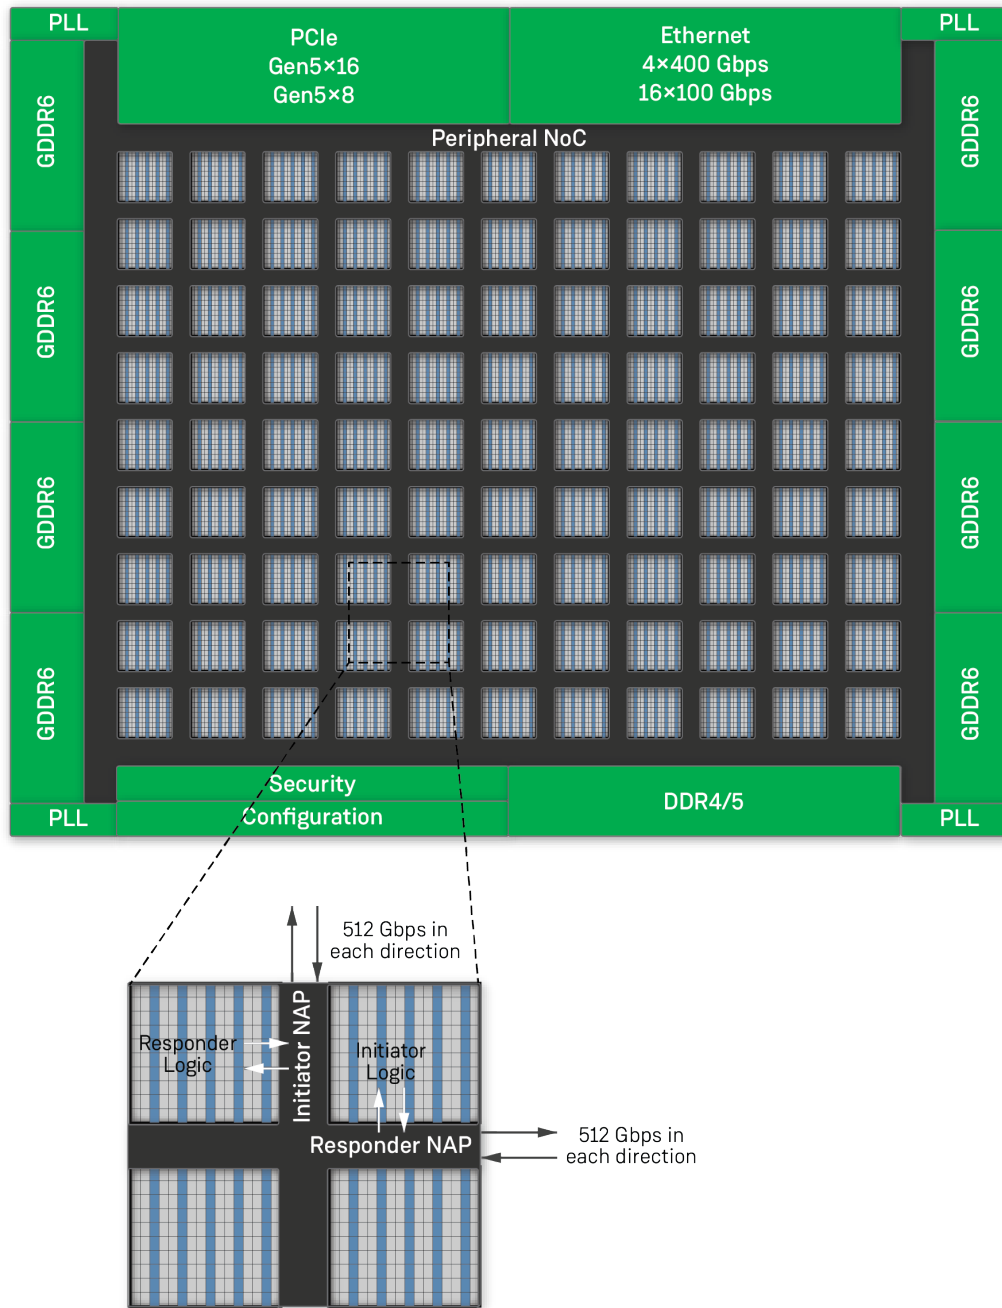 PLL
PCIe
Gen5×16
Gen5×8
Ethernet
4×400 Gbps
16×100 Gbps
PLL
Peripheral NoC
GDDR6
GDDR6
GDDR6
GDDR6
GDDR6
GDDR6
GDDR6
GDDR6
Security
Configuration
DDR4/5
PLL
PLL
512 Gbps in
each direction
Responder
Logic
Initiator NAP
Initiator
Logic
Responder NAP
512 Gbps in
each direction